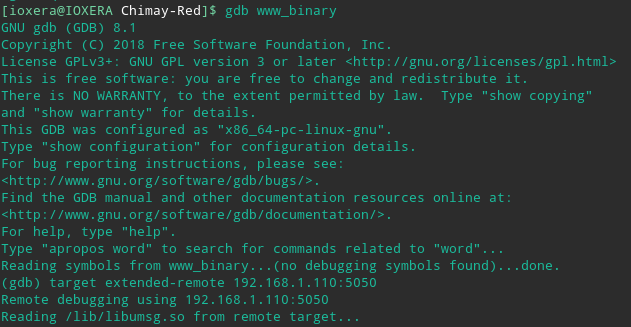 [ioxera@IOXERA Chimay-Red]$ gdb www_binary
GNU gdb (GDB) 8.1
Copyright (C) 2018 Free Software Foundation, Inc.
License GPLv3+: GNU GPL version 3 or later <http://gnu.org/licenses/gpl.html>
This is free software: you are free to change and redistribute it.
There is NO WARRANTY, to the extent permitted by law.  Type "show copying"
and "show warranty" for details.
This GDB was configured as "x86_64-pc-linux-gnu".
Type "show configuration" for configuration details.
For bug reporting instructions, please see:
<http://www.gnu.org/software/gdb/bugs/>.
Find the GDB manual and other documentation resources online at:
<http://www.gnu.org/software/gdb/documentation/>.
For help, type "help".
Type "apropos word" to search for commands related to "word"...
Reading symbols from www_binary...(no debugging symbols found)...done.
(gdb) target extended-remote 192.168.1.110:5050
Remote debugging using 192.168.1.110:5050
Reading /lib/libumsg.so from remote target...